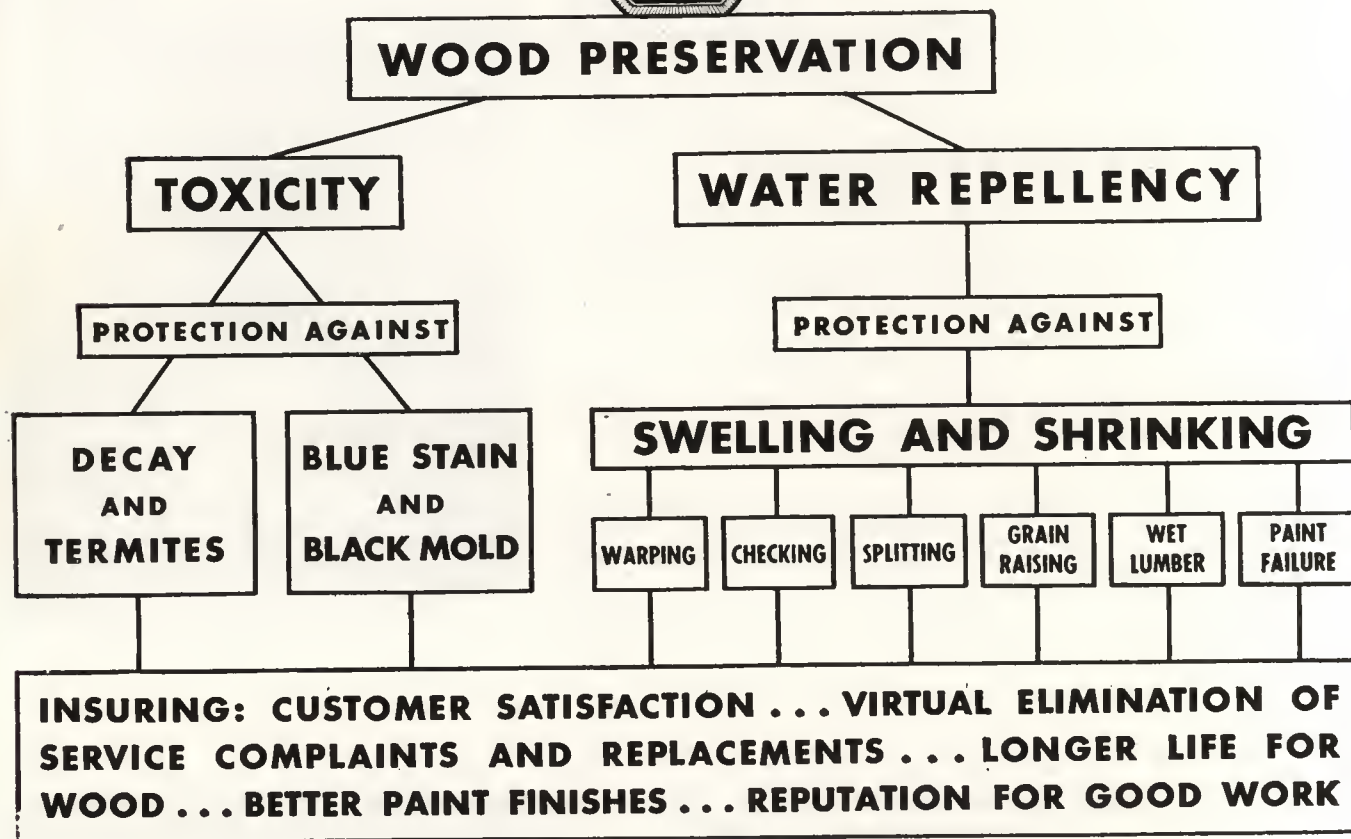 WOOD PRESERVATION
TOXICITY
WATER REPELLENCY
PROTECTION AGAINST
PROTECTION AGAINST
DECAY
AND
TERMITES
BLUE STAIN
AND
BLACK MOLD
SWELLING AND SHRINKING
WARPING
CHECKING
SPLITTING
GRAIN
RAISING
WET
LUMBER
PAINT
FAILURE
INSURING: CUSTOMER SATISFACTION ... VIRTUAL ELIMINATION OF
SERVICE COMPLAINTS AND REPLACEMENTS ... LONGER LIFE FOR
WOOD ... BETTER PAINT FINISHES ... REPUTATION FOR GOOD WORK